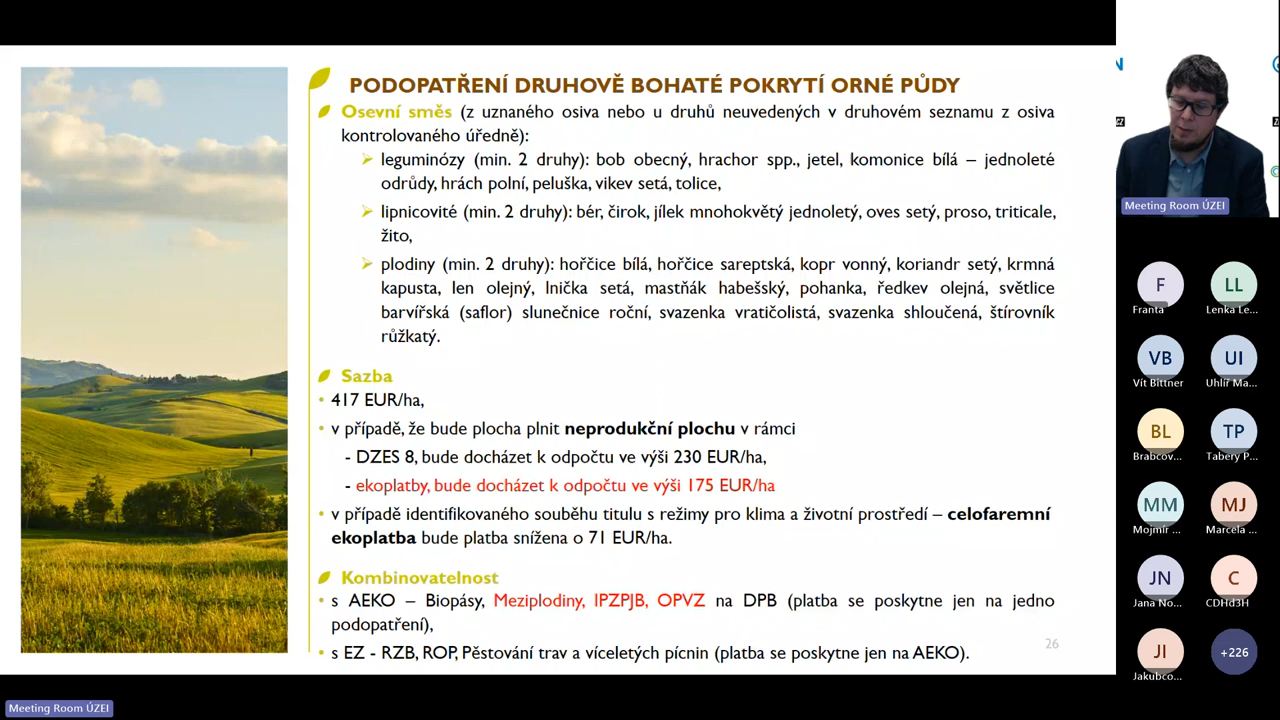 PODOPATŘENÍ DRUHOVĚ BOHATÉ POKRYTÍ ORNÉ PŮDY
Osevní směs (z uznaného osiva nebo u druhů neuvedených v druhovém seznamu z osiva
kontrolovaného úředně):
leguminózy (min. 2 druhy): bob obecný, hrachor spp., jetel, komonice bílá – jednoleté
odrůdy, hrách polní, peluška, vikev setá, tolice,
lipnicovité (min. 2 druhy): bér, čirok, jílek mnohokvětý jednoletý, oves setý, proso, triticale,
žito,
plodiny (min. 2 druhy): hořčice bílá, hořčice sareptská, kopr vonný, koriandr setý, krmná
kapusta, len olejný, lnička setá, mastňák habešský, pohanka, ředkev olejná, světlice
barvířská (saflor) slunečnice roční, svazenka vratičolistá, svazenka shloučená, štírovník
růžkatý.
Sazba
• 417 EUR/ha,
• v případě, že bude plocha plnit neprodukční plochu v rámci
- DZES 8, bude docházet k odpočtu ve výši 230 EUR/ha,
- ekoplatby, bude docházet k odpočtu ve výši 175 EUR/ha
• v případě identifikovaného souběhu titulu s režimy pro klima a životní prostředí – celofaremní
ekoplatba bude platba snížena o 71 EUR/ha.
Kombinovatelnost
• s AEKO – Biopásy, Meziplodiny, IPZPJB, OPVZ na DPB (platba se poskytne jen na jedno
podopatření),
• s EZ - RZB, ROP, Pěstování trav a víceletých pícnin (platba se poskytne jen na AEKO).
26
Meeting Room ÚZEI
F
Franta
LL
Lenka Le...
VB
Vít Bittner
UI
Uhlíř Ma...
BL
Brabcov...
TP
Tabery P...
MM
Mojmír ...
MJ
Marcela ...
JN
Jana No...
C
CDHd3H
JI
Jakubco...
+226
Meeting Room ÚZEI